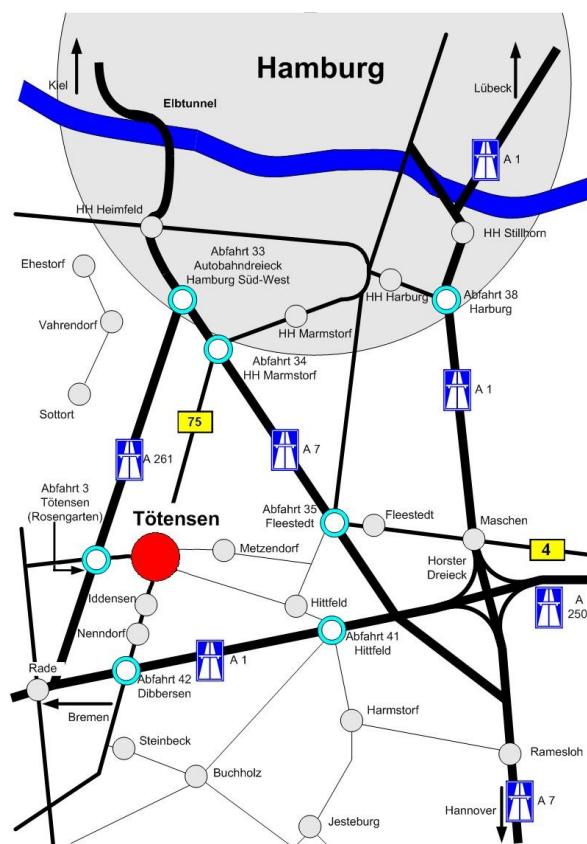 Hamburg
Kiel
Elbtunnel
Lübeck
A 1
HH Heimfeld
HH Stillhorn
Abfahrt 33
Autobahndreieck
Hamburg Süd-West
Ehestorf
HH Harburg
Abfahrt 38
Harburg
Vahrendorf
HH Marmstorf
Abfahrt 34
HH Marmstorf
Sottort
A 1
75
A 261
A 7
Abfahrt 3
Tötensen
(Rosengarten)
Tötensen
Abfahrt 35
Fleestedt
Fleestedt
Maschen
Metzendorf
4
Horster
Dreieck
Iddensen
Hittfeld
A
250
Nenndorf
Abfahrt 41
Hittfeld
Rade
A 1
Abfahrt 42
Dibbersen
Bremen
Harmstorf
Steinbeck
Ramesloh
Buchholz
Hannover
A 7
Jesteburg